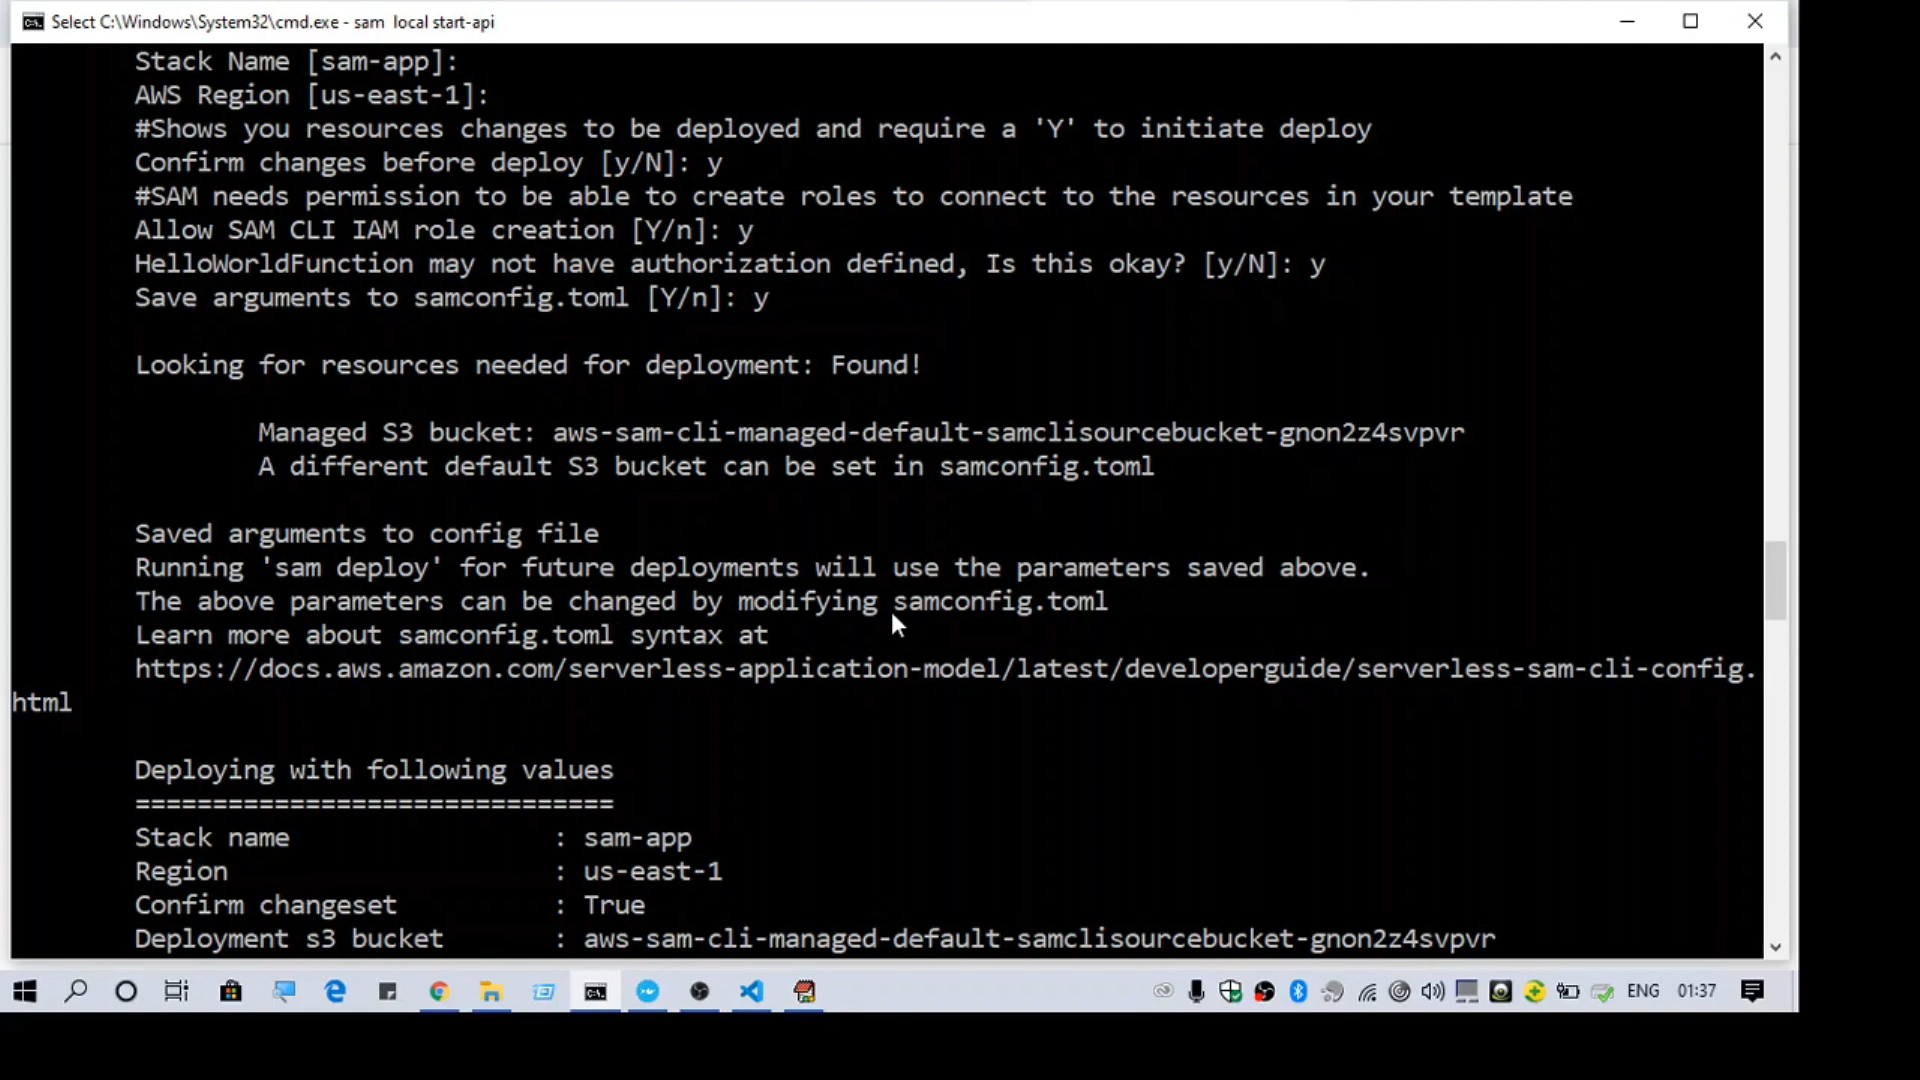 Select C:\Windows\System32\cmd.exe - sam  local start-api
Stack Name [sam-app]:
AWS Region [us-east-1]:
#Shows you resources changes to be deployed and require a 'Y' to initiate deploy
Confirm changes before deploy [y/N]: y
#SAM needs permission to be able to create roles to connect to the resources in your template
Allow SAM CLI IAM role creation [Y/n]: y
HelloWorldFunction may not have authorization defined, Is this okay? [y/N]: y
Save arguments to samconfig.toml [Y/n]: y
Looking for resources needed for deployment: Found!
Managed S3 bucket: aws-sam-cli-managed-default-samclisourcebucket-gnon2z4svpvr
A different default S3 bucket can be set in samconfig.toml
Saved arguments to config file
Running 'sam deploy' for future deployments will use the parameters saved above.
The above parameters can be changed by modifying samconfig.toml
Learn more about samconfig.toml syntax at
https://docs.aws.amazon.com/serverless-application-model/latest/developerguide/serverless-sam-cli-config.
html
Deploying with following values
===============================
Stack name                 : sam-app
Region                     : us-east-1
Confirm changeset          : True
Deployment s3 bucket       : aws-sam-cli-managed-default-samclisourcebucket-gnon2z4svpvr
ENG 01:37